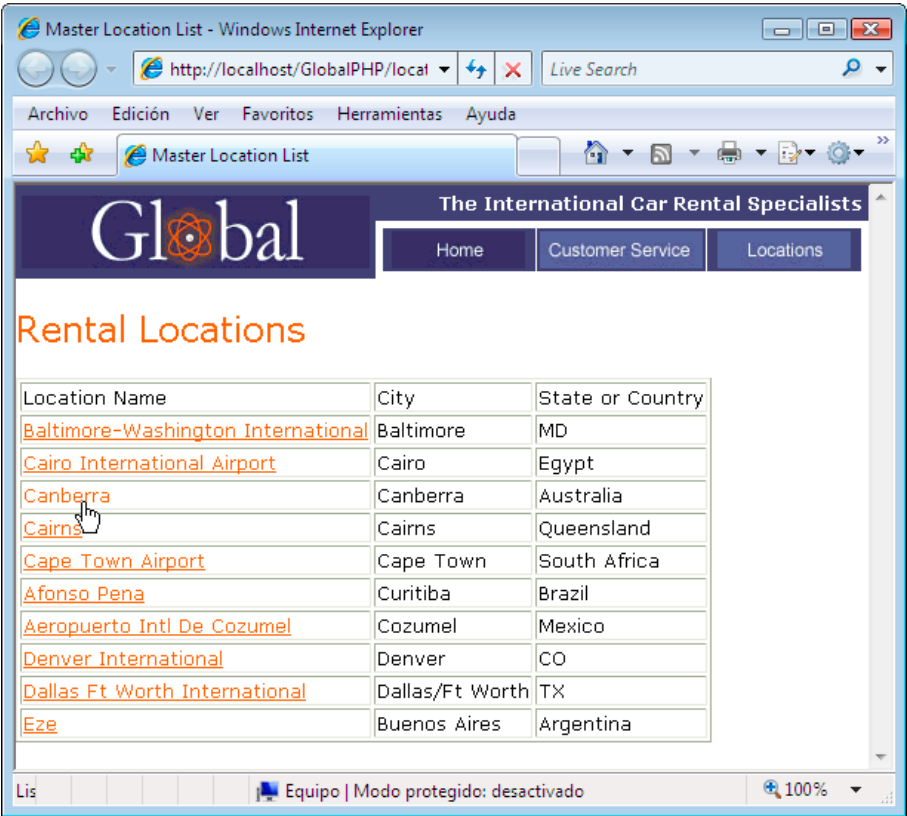 Master Location List - Windows Internet Explorer
http://localhost/GlobalPHP/locat
Live Search
Archivo Edición Ver Favoritos Herramientas Ayuda
Master Location List
Global
The International Car Rental Specialists
Home Customer Service Locations
Rental Locations
Location Name City State or Country
Baltimore-Washington International Baltimore MD
Cairo International Airport Cairo Egypt
Canberra Canberra Australia
Cairns Cairns Queensland
Cape Town Airport Cape Town South Africa
Afonso Pena Curitiba Brazil
Aeropuerto Intl De Cozumel Cozumel Mexico
Denver International Denver CO
Dallas Ft Worth International Dallas/Ft Worth TX
Eze Buenos Aires Argentina
Lis Equipo | Modo protegido: desactivado 100%